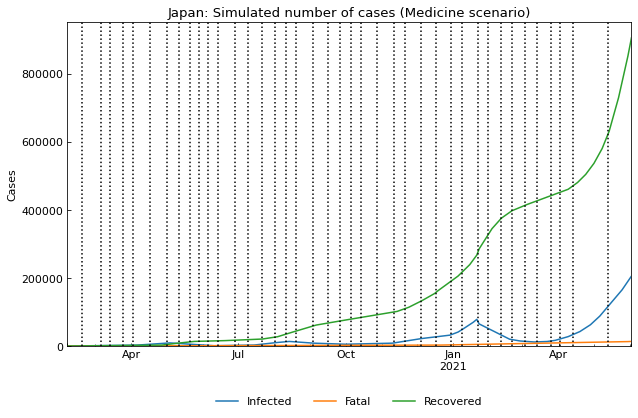 Japan: Simulated number of cases (Medicine scenario)
800000
600000
400000
200000
0
Cases
Apr
Jul
Oct
Jan
2021
Apr
Infected
Fatal
Recovered